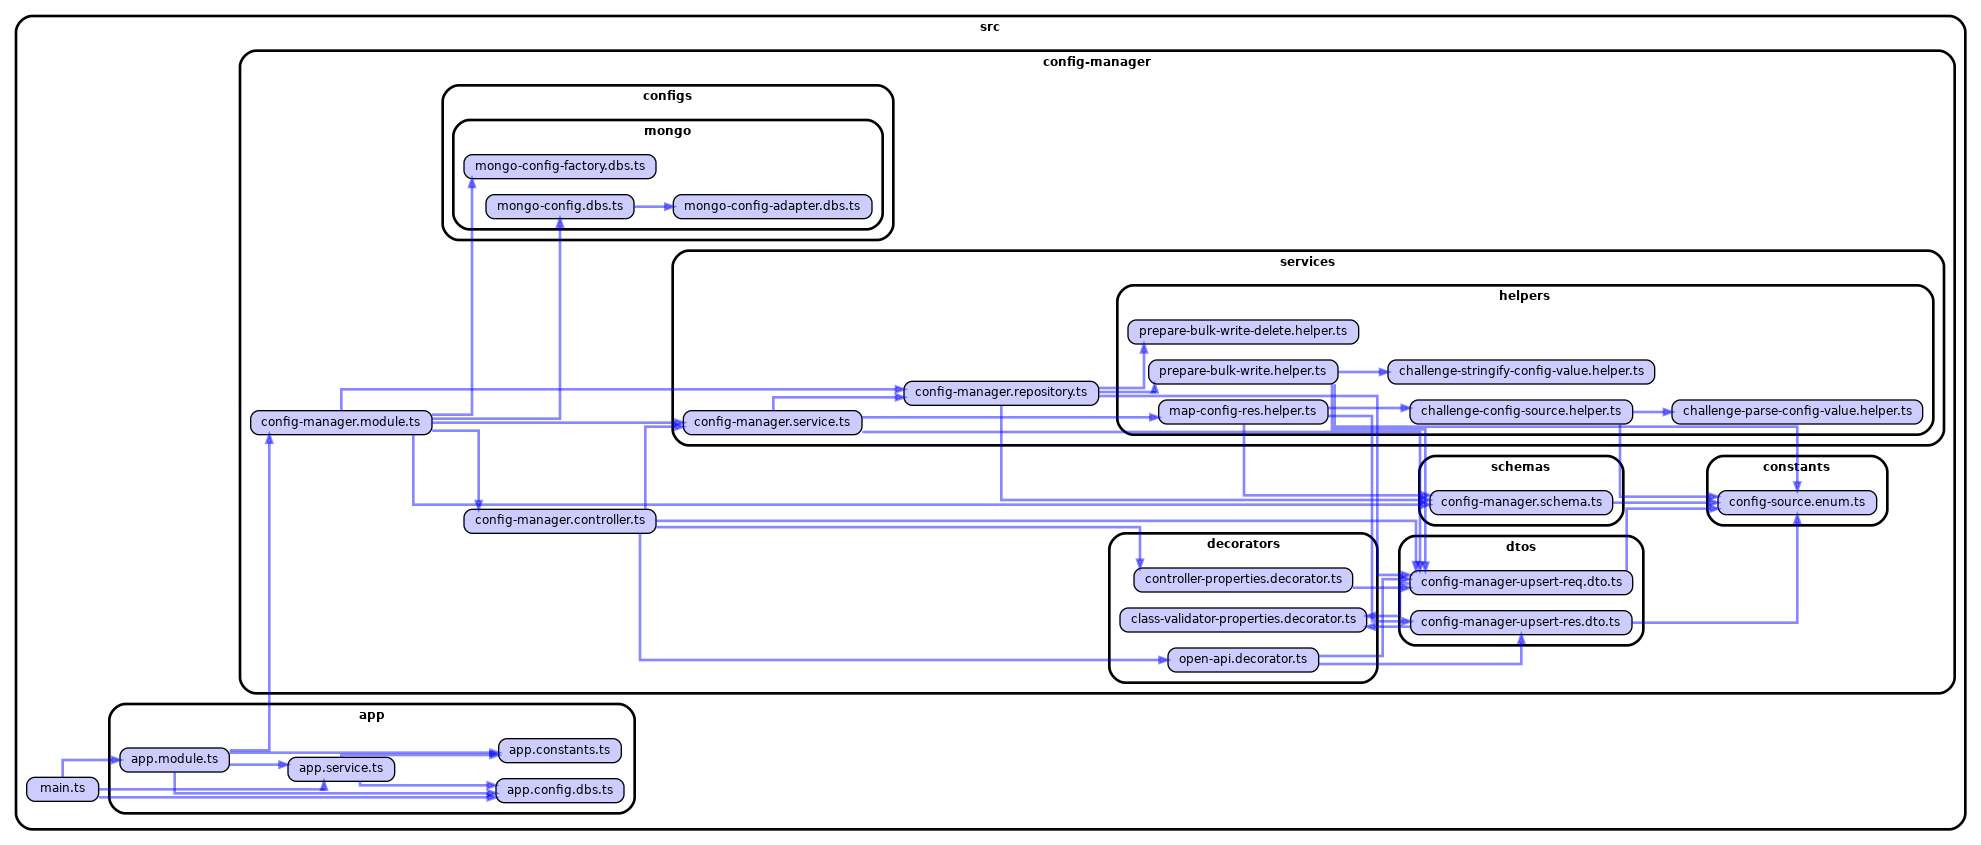 src
config-manager
configs
mongo
mongo-config-factory.dbs.ts
mongo-config.dbs.ts
mongo-config-adapter.dbs.ts
services
helpers
prepare-bulk-write-delete.helper.ts
prepare-bulk-write.helper.ts
challenge-stringify-config-value.helper.ts
config-manager.repository.ts
map-config-res.helper.ts
challenge-config-source.helper.ts
challenge-parse-config-value.helper.ts
config-manager.module.ts
config-manager.service.ts
schemas
constants
config-manager.schema.ts
config-source.enum.ts
config-manager.controller.ts
decorators
dtos
controller-properties.decorator.ts
config-manager-upsert-req.dto.ts
class-validator-properties.decorator.ts
config-manager-upsert-res.dto.ts
open-api.decorator.ts
app
app.module.ts
app.service.ts
app.constants.ts
main.ts
app.config.dbs.ts